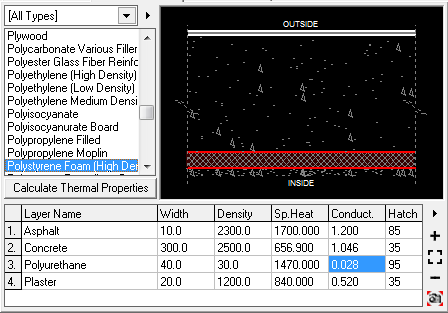 [All Types]
Plywood
Polycarbonate Various Filler
Polyester Glass Fiber Reinfo
Polyethylene (High Density)
Polyethylene (Low Density)
Polyethylene Medium Densi
Polyisocyanate
Polyisocyanurate Board
Polypropylene Filled
Polypropylene Moplin
Polystyrene Foam (High Der
Calculate Thermal Properties
OUTSIDE
INSIDE
Layer Name Width Density Sp.Heat Conduct. Hatch
1. Asphalt 10.0 2300.0 1700.000 1.200 85
2. Concrete 300.0 2500.0 656.900 1.046 35
3. Polyurethane 40.0 30.0 1470.000 0.028 95
4. Plaster 20.0 1200.0 840.000 0.520 35